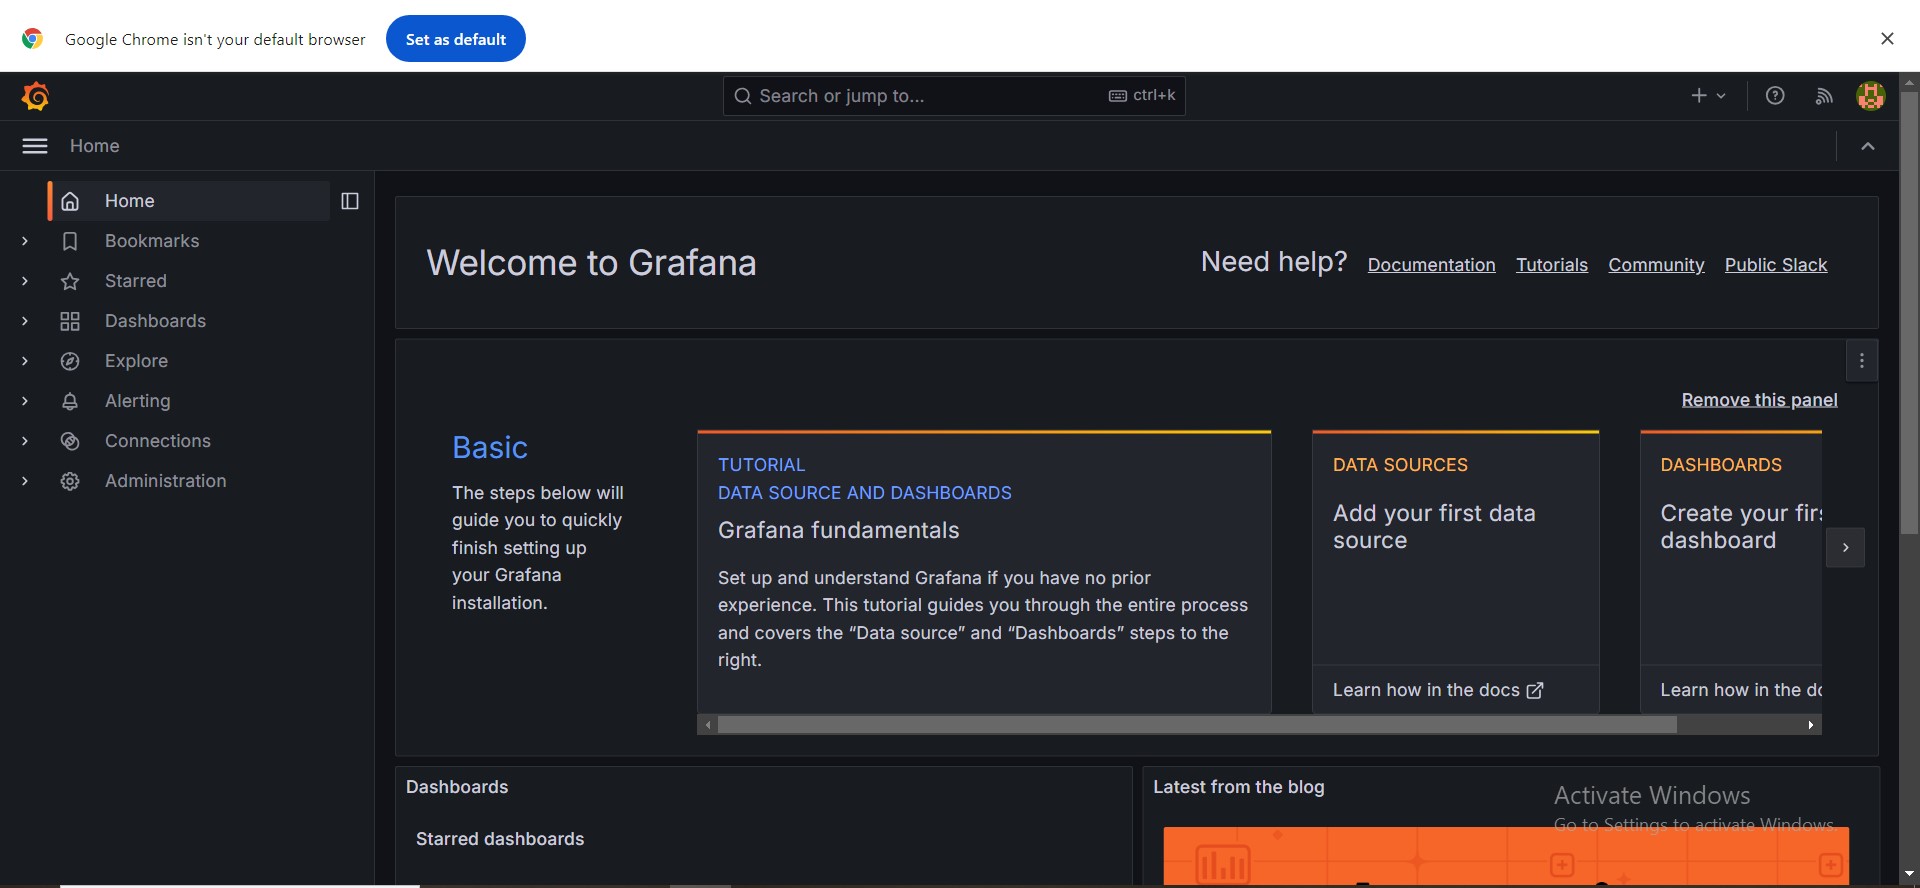 Google Chrome isn't your default browser
Set as default
Search or jump to...
ctrl+k
Home
Home
Bookmarks
Starred
Dashboards
Explore
Alerting
Connections
Administration
Welcome to Grafana
Need help?
Documentation
Tutorials
Community
Public Slack
Remove this panel
Basic
The steps below will
guide you to quickly
finish setting up
your Grafana
installation.
TUTORIAL
DATA SOURCE AND DASHBOARDS
Grafana fundamentals
Set up and understand Grafana if you have no prior
experience. This tutorial guides you through the entire process
and covers the “Data source” and “Dashboards” steps to the
right.
DATA SOURCES
Add your first data
source
Learn how in the docs
DASHBOARDS
Create your firs
dashboard
Learn how in the do
Dashboards
Starred dashboards
Latest from the blog
Activate Windows
Go to Settings to activate Windows.